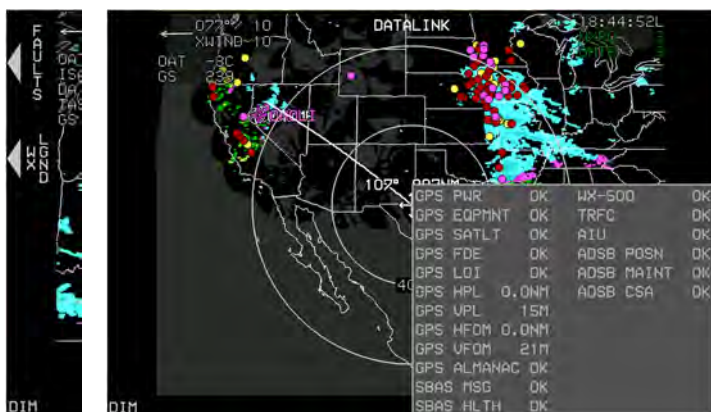 FAULTS
WX LGND
DIM
077°/ 10
XWIND 10
OAT -8C
GS 239
DATALINK
18:44:52L
107°
GPS PWR OK WX-500 OK
GPS EQPMNT OK TRFC OK
GPS SATLT OK AIU OK
GPS FDE OK ADSB POSN OK
GPS LOI OK ADSB MAINT OK
GPS HPL 0.0NM ADSB CSA OK
GPS VPL 15M
GPS HFOM 0.0NM
GPS VFOM 21M
GPS ALMANAC OK
SBAS MSG OK
SBAS HLTH OK
DIM